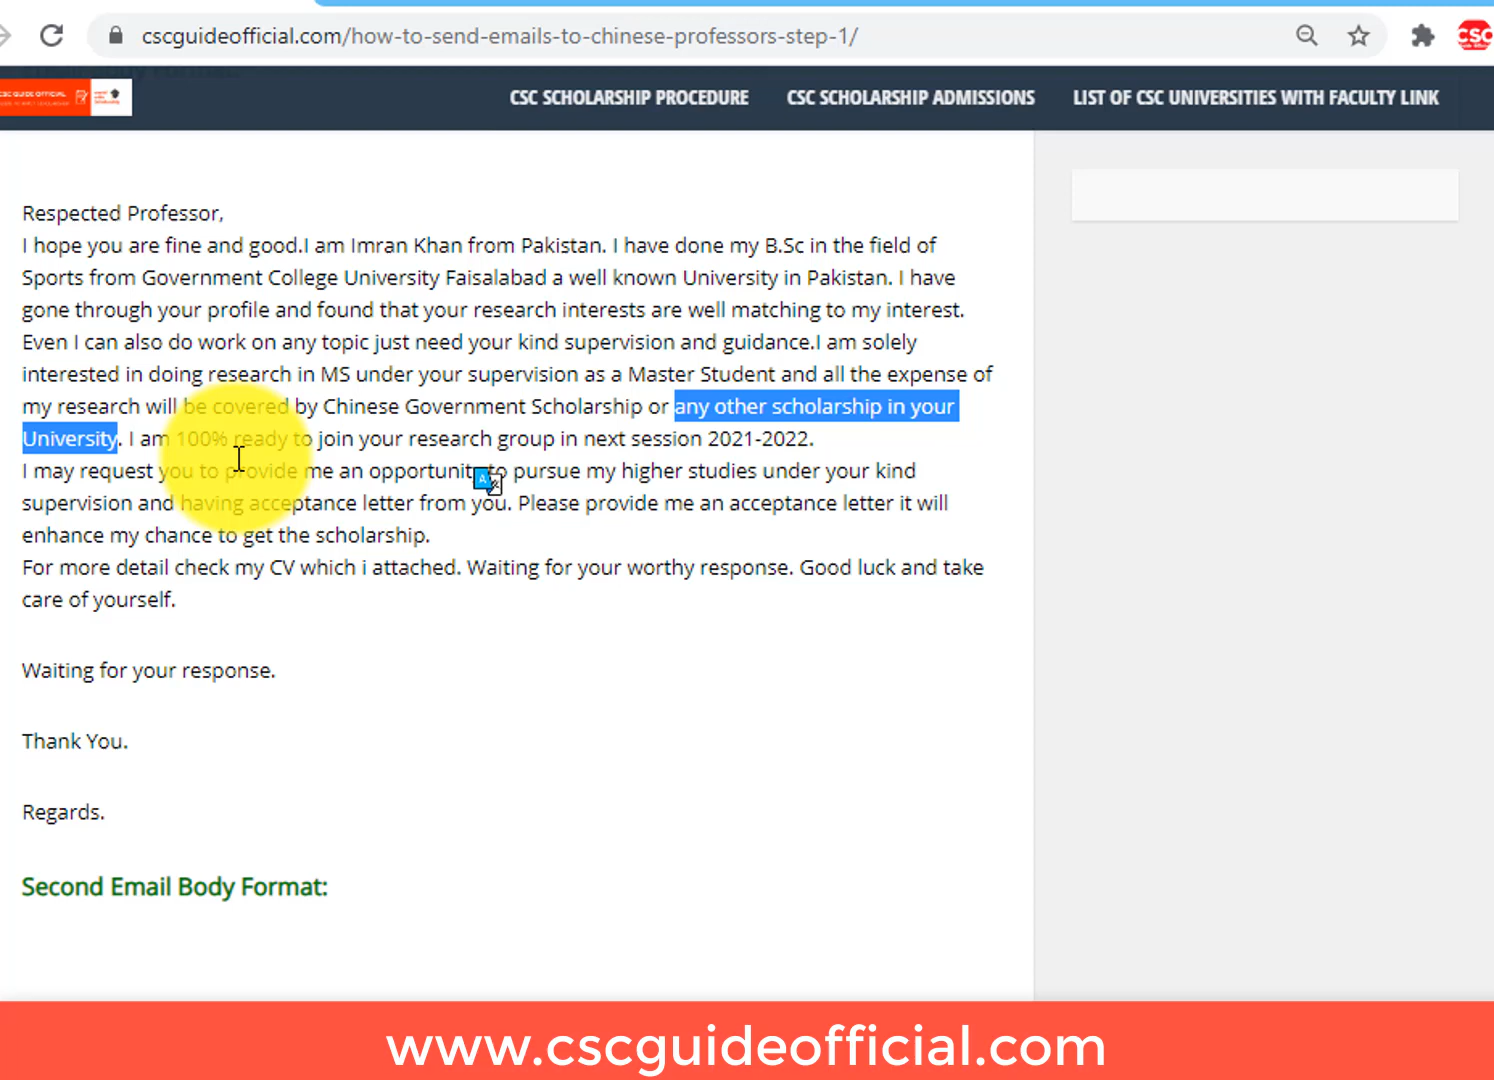 cscguideofficial.com/how-to-send-emails-to-chinese-professors-step-1/
CSC
CSC GUIDE OFFICIAL
CSC SCHOLARSHIP PROCEDURE
CSC SCHOLARSHIP ADMISSIONS
LIST OF CSC UNIVERSITIES WITH FACULTY LINK
Respected Professor,
I hope you are fine and good.I am Imran Khan from Pakistan. I have done my B.Sc in the field of
Sports from Government College University Faisalabad a well known University in Pakistan. I have
gone through your profile and found that your research interests are well matching to my interest.
Even I can also do work on any topic just need your kind supervision and guidance.I am solely
interested in doing research in MS under your supervision as a Master Student and all the expense of
my research will be covered by Chinese Government Scholarship or any other scholarship in your
University. I am 100% ready to join your research group in next session 2021-2022.
I may request you to provide me an opportunity to pursue my higher studies under your kind
supervision and having acceptance letter from you. Please provide me an acceptance letter it will
enhance my chance to get the scholarship.
For more detail check my CV which i attached. Waiting for your worthy response. Good luck and take
care of yourself.
Waiting for your response.
Thank You.
Regards.
Second Email Body Format:
www.cscguideofficial.com